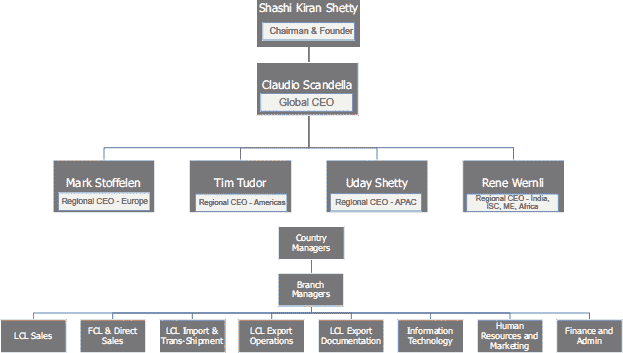 Shashi Kiran Shetty
Chairman & Founder
Claudio Scandella
Global CEO
Mark Stoffelen
Regional CEO - Europe
Tim Tudor
Regional CEO - Americas
Uday Shetty
Regional CEO - APAC
Rene Wernli
Regional CEO - India,
ISC, ME, Africa
Country
Managers
Branch
Managers
LCL Sales
FCL & Direct
Sales
LCL Import &
Trans-Shipment
LCL Export
Operations
LCL Export
Documentation
Information
Technology
Human
Resources and
Marketing
Finance and
Admin